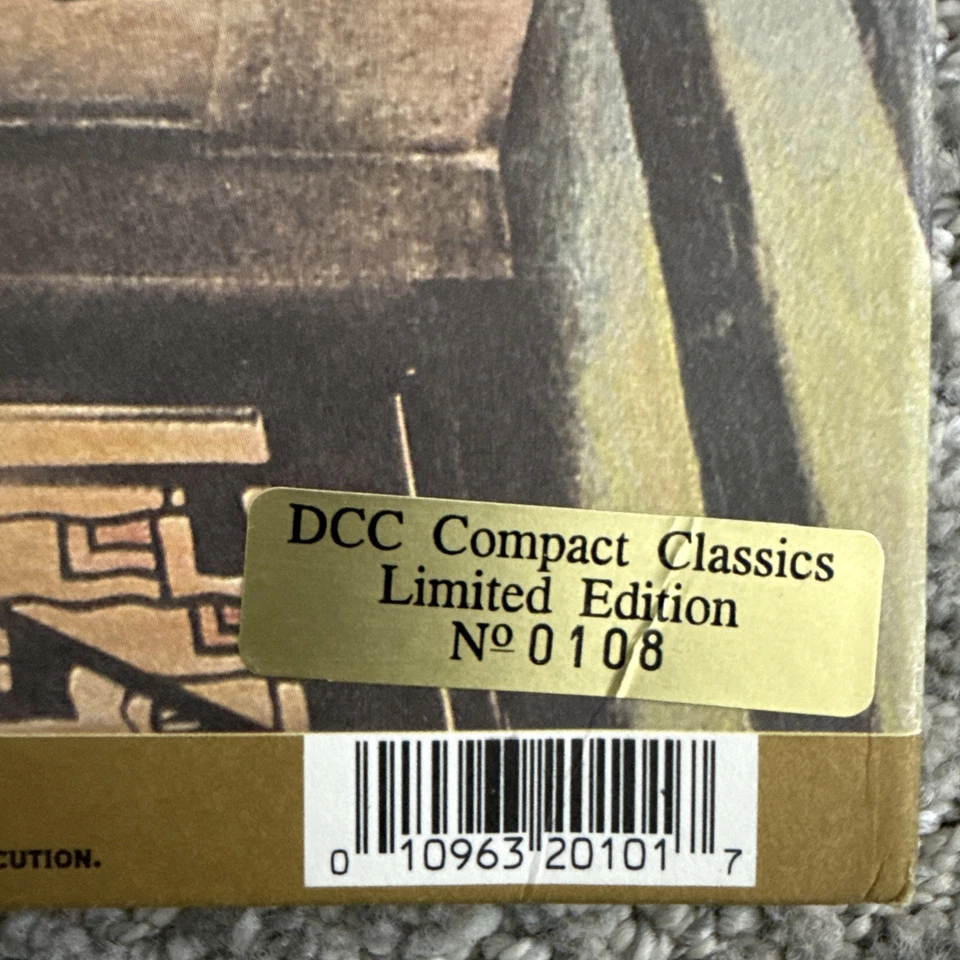 DCC Compact Classics
Limited Edition
Nº 0108
CUTION.
0 10963 20101 7